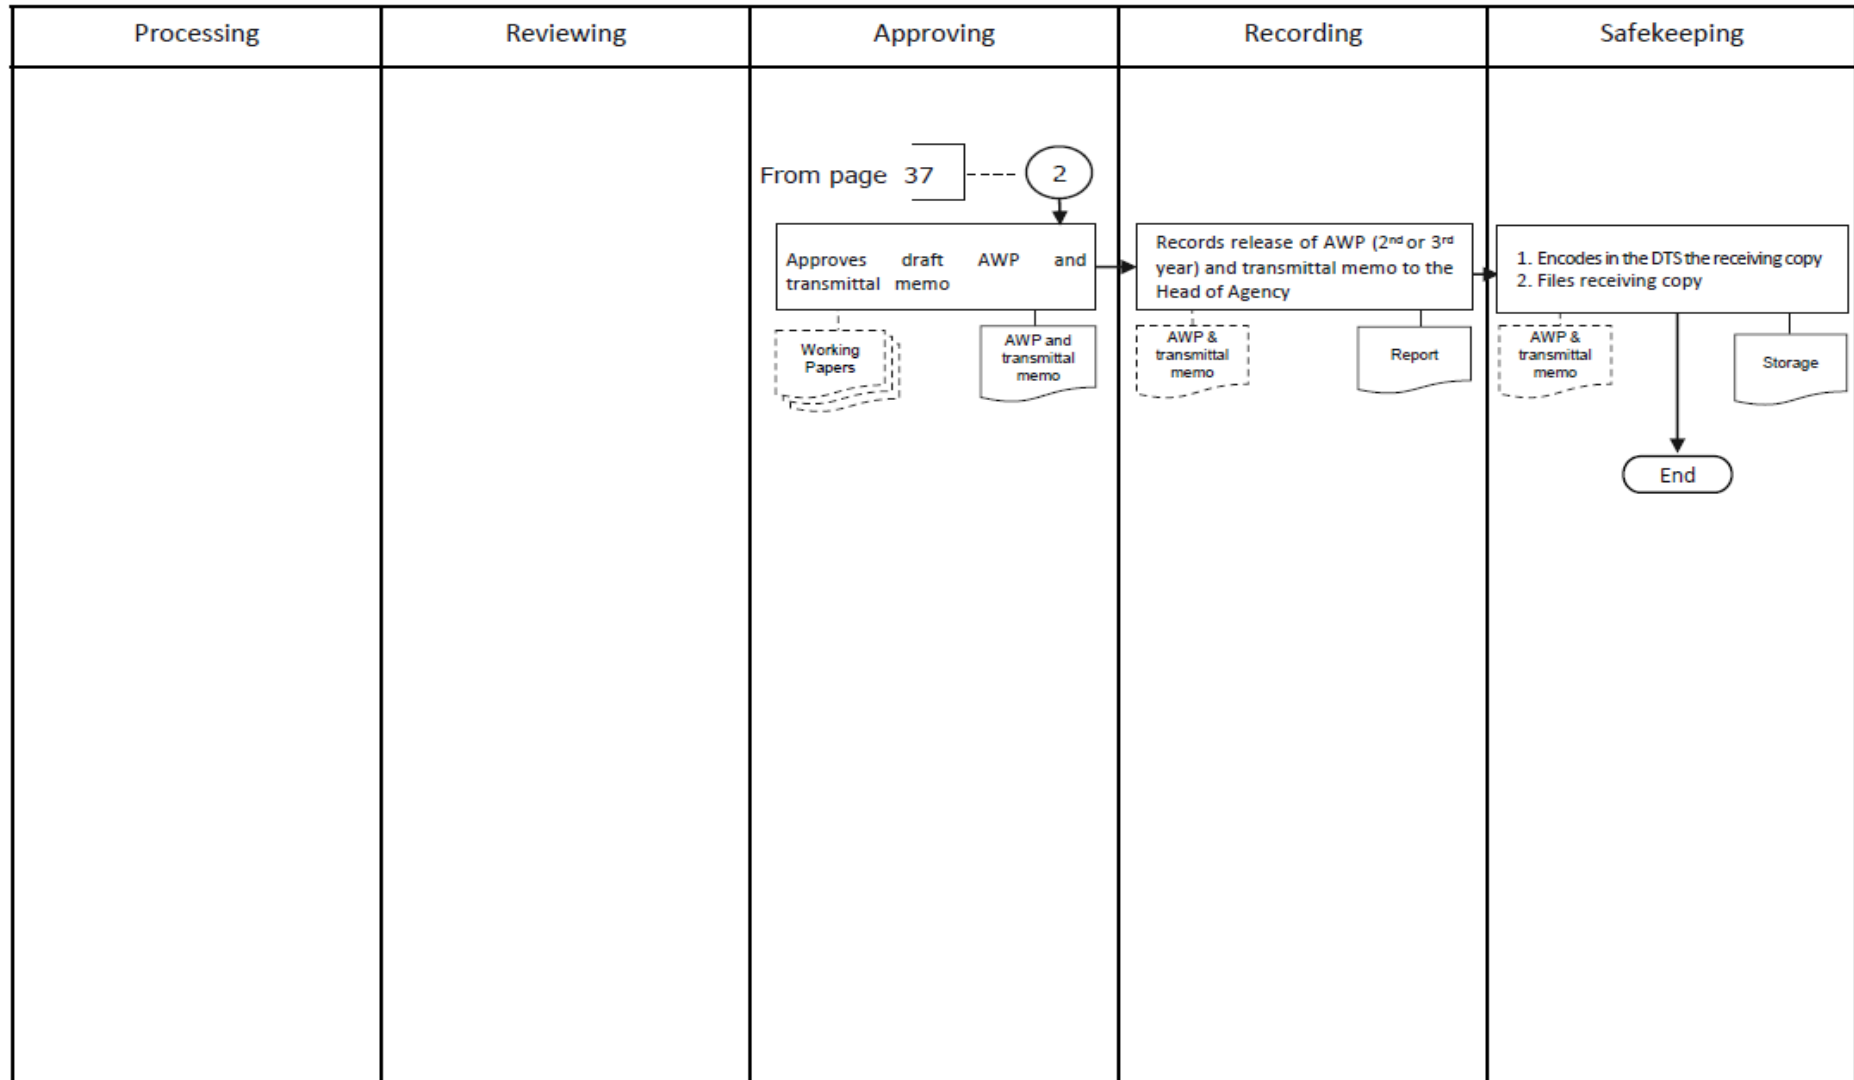 Processing
Reviewing
Approving
Recording
Safekeeping
From page 37
2
Approves draft AWP and
transmittal memo
Working
Papers
AWP and
transmittal
memo
Records release of AWP (2nd or 3rd
year) and transmittal memo to the
Head of Agency
AWP &
transmittal
memo
Report
1. Encodes in the DTS the receiving copy
2. Files receiving copy
AWP &
transmittal
memo
Storage
End